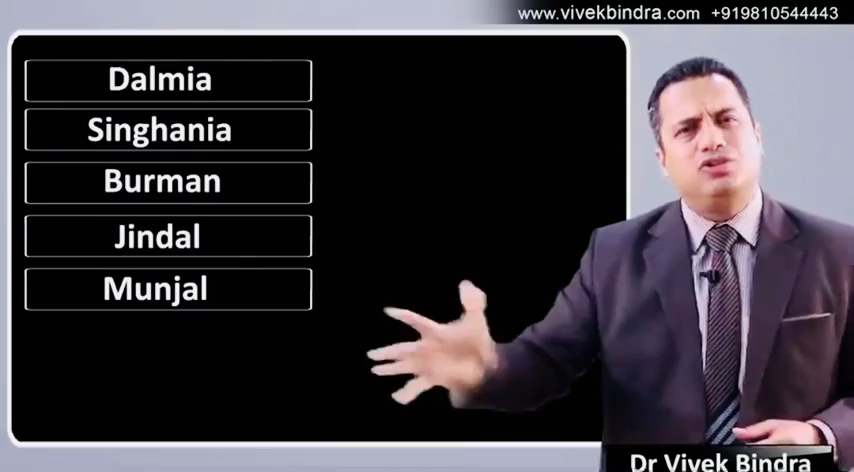 www.vivekbindra.com +919810544443
Dalmia
Singhania
Burman
Jindal
Munjal
Dr Vivek Bindra